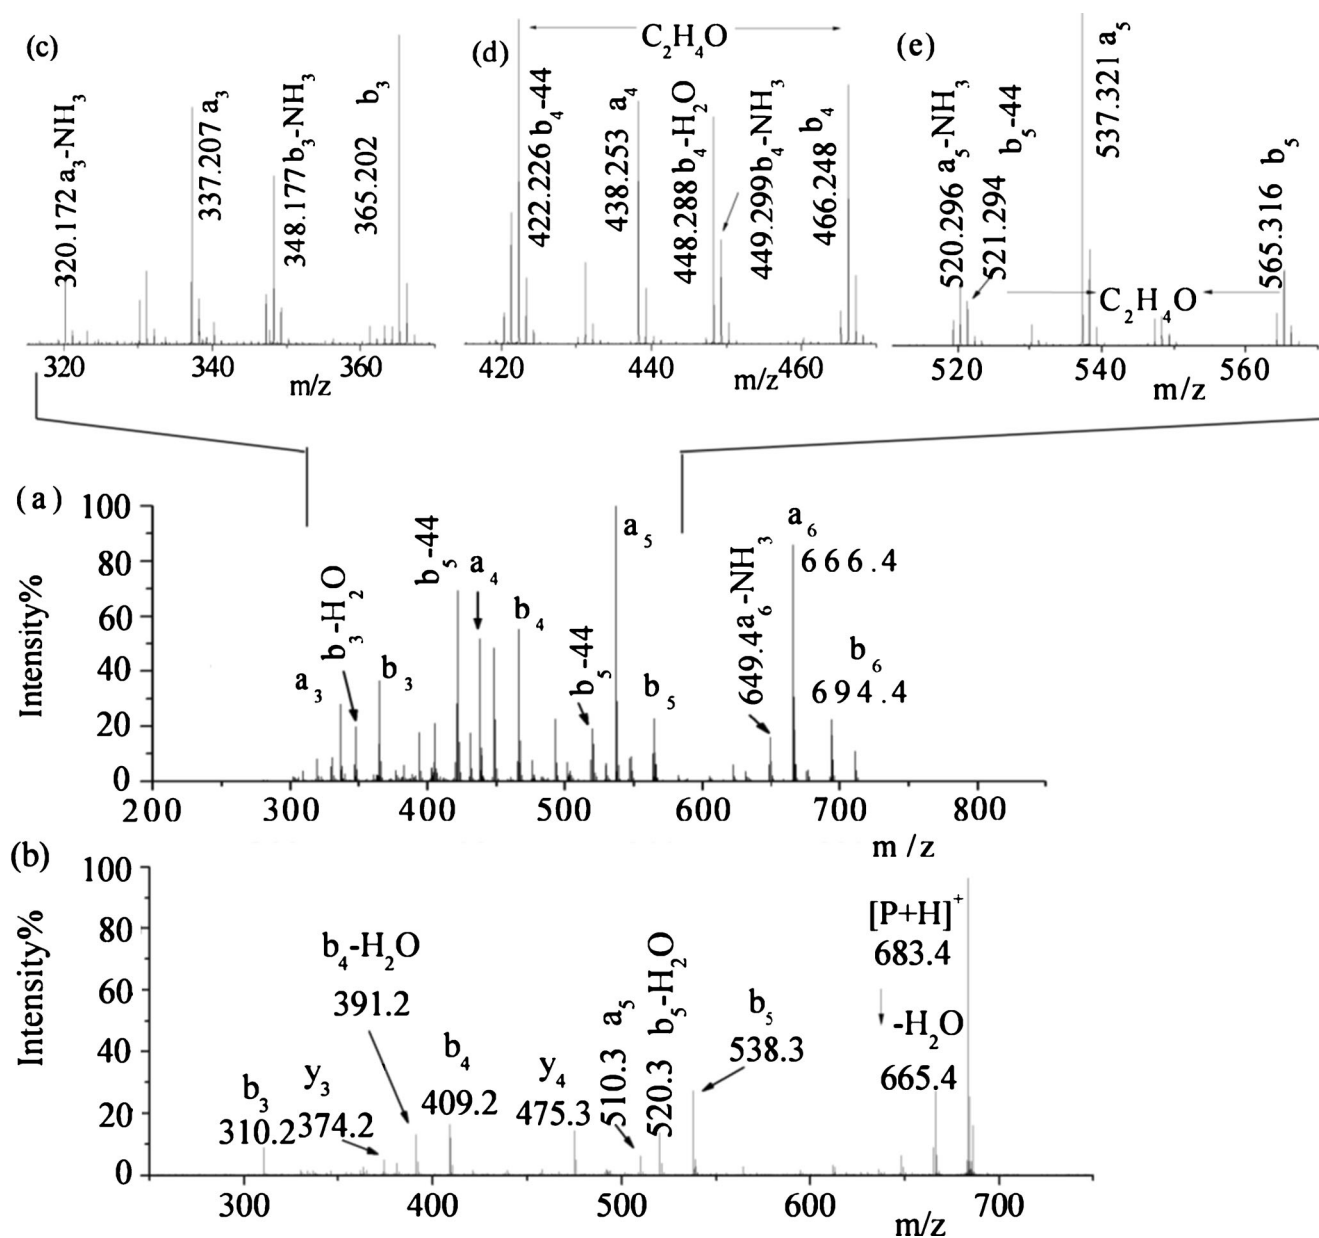 (c)
320.172 a₃-NH₃
337.207 a₃
348.177 b₃-NH₃
365.202 b₃
320 340 360
m/z
(d)
C₂H₄O
422.226 b₄-44
438.253 a₄
448.288 b₄-H₂O
449.299 b₄-NH₃
466.248 b₄
420 440 460
m/z
(e)
520.296 a₅-NH₃
521.294 b₅-44
537.321 a₅
C₂H₄O
565.316 b₅
520 540 560
m/z
(a)
Intensity%
100
80
60
40
20
0
a₃
b₃-H₂O
b₃
b₅-44
a₄
b₄
b₅-44
a₅
b₅
649.4 a₆-NH₃
a₆
666.4
b₆
694.4
200 300 400 500 600 700 800
m/z
(b)
Intensity%
100
80
60
40
20
0
b₃
310.2
y₃
374.2
b₄-H₂O
391.2
b₄
409.2
y₄
475.3
510.3 a₅
520.3 b₅-H₂O
b₅
538.3
[P+H]⁺
683.4
-H₂O
665.4
300 400 500 600 700
m/z